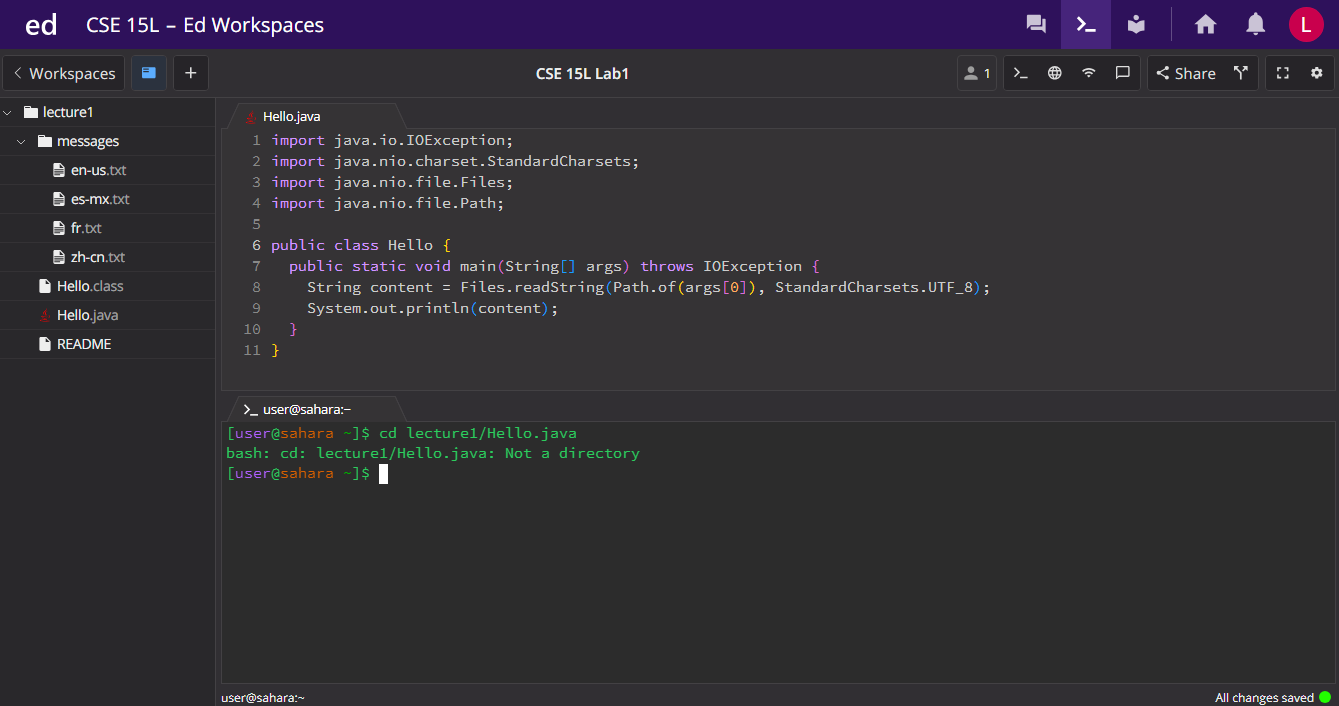 ed CSE 15L – Ed Workspaces L
Workspaces + CSE 15L Lab1 1 Share
lecture1
messages
en-us.txt
es-mx.txt
fr.txt
zh-cn.txt
Hello.class
Hello.java
README
Hello.java
1 import java.io.IOException;
2 import java.nio.charset.StandardCharsets;
3 import java.nio.file.Files;
4 import java.nio.file.Path;
5
6 public class Hello {
7   public static void main(String[] args) throws IOException {
8     String content = Files.readString(Path.of(args[0]), StandardCharsets.UTF_8);
9     System.out.println(content);
10   }
11 }
>_ user@sahara:~
[user@sahara ~]$ cd lecture1/Hello.java
bash: cd: lecture1/Hello.java: Not a directory
[user@sahara ~]$
user@sahara:~ All changes saved